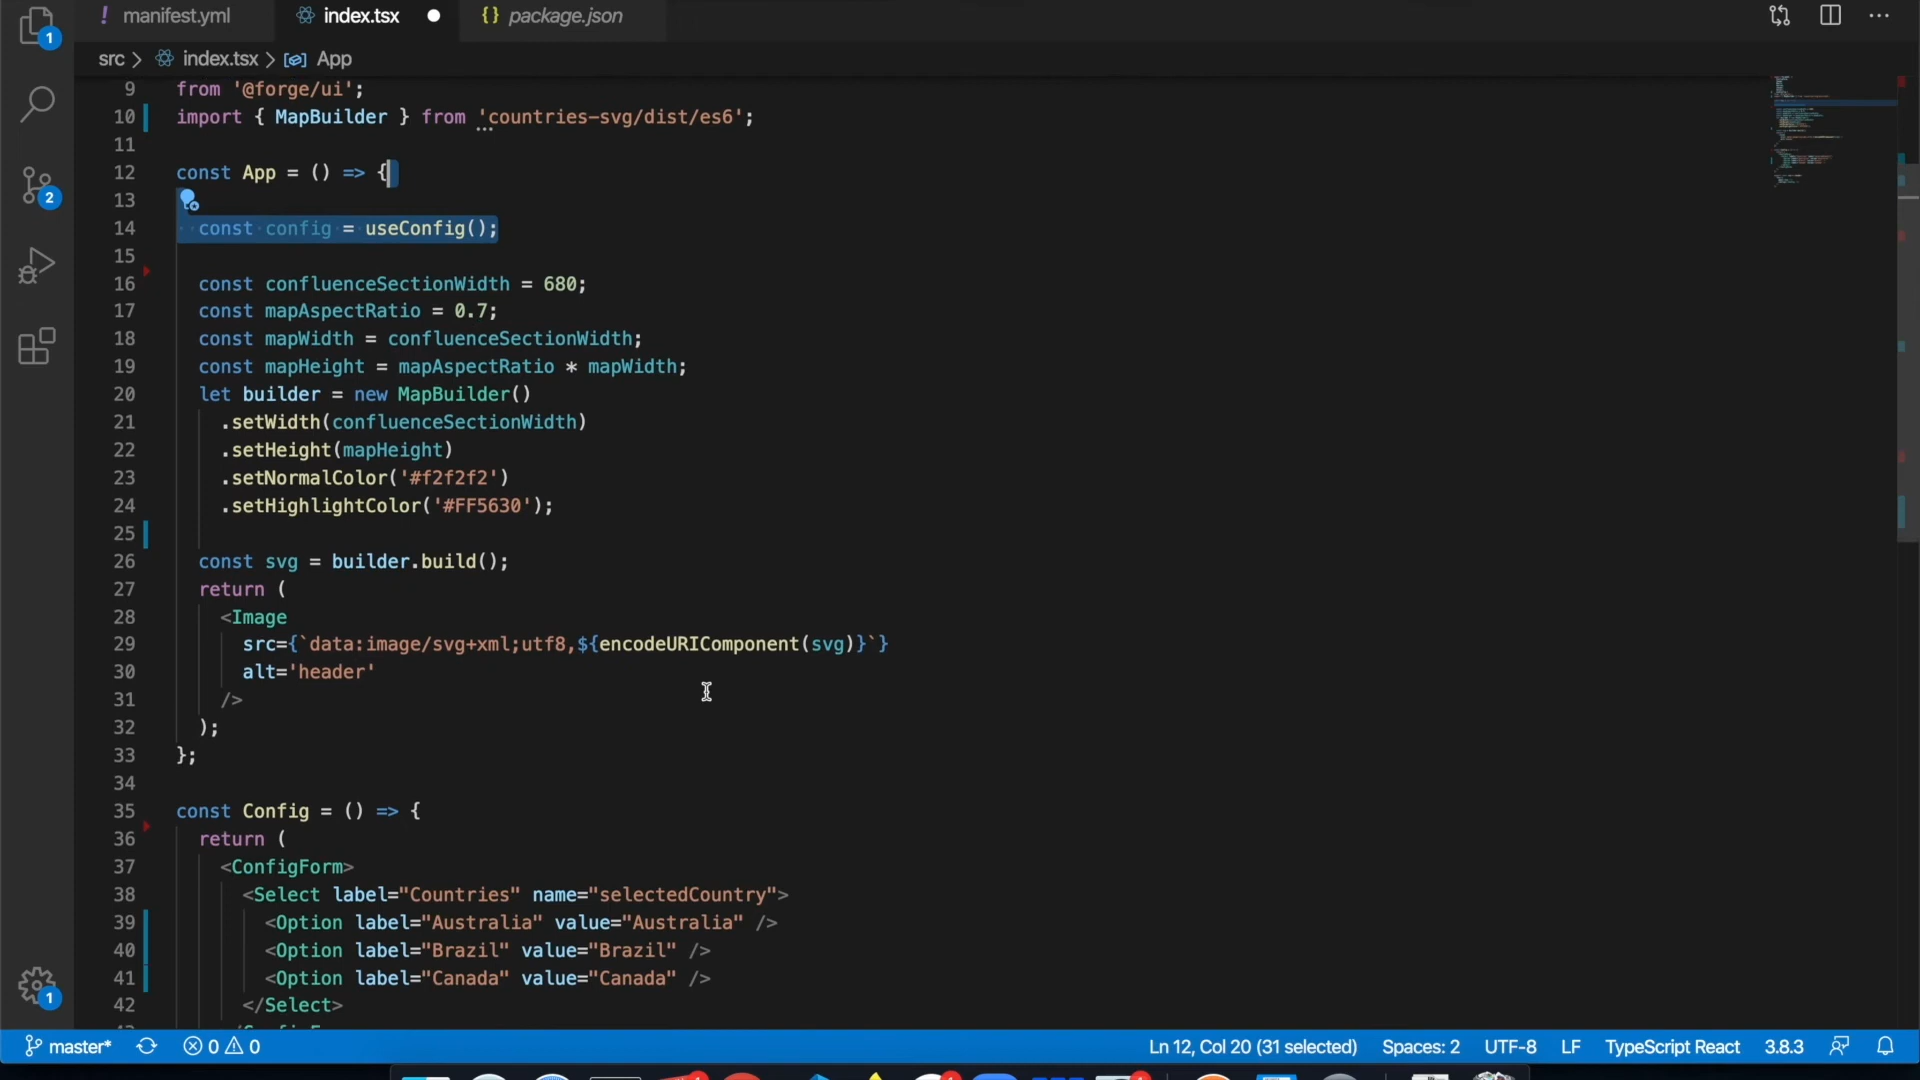 1
manifest.yml
index.tsx
package.json
src > index.tsx > App
9 from '@forge/ui';
10 import { MapBuilder } from 'countries-svg/dist/es6';
11
12 const App = () => {
13
14 const config = useConfig();
15
16 const confluenceSectionWidth = 680;
17 const mapAspectRatio = 0.7;
18 const mapWidth = confluenceSectionWidth;
19 const mapHeight = mapAspectRatio * mapWidth;
20 let builder = new MapBuilder()
21 .setWidth(confluenceSectionWidth)
22 .setHeight(mapHeight)
23 .setNormalColor('#f2f2f2')
24 .setHighlightColor('#FF5630');
25
26 const svg = builder.build();
27 return (
28 <Image
29 src={`data:image/svg+xml;utf8,${encodeURIComponent(svg)}`}
30 alt='header'
31 />
32 );
33 };
34
35 const Config = () => {
36 return (
37 <ConfigForm>
38 <Select label="Countries" name="selectedCountry">
39 <Option label="Australia" value="Australia" />
40 <Option label="Brazil" value="Brazil" />
41 <Option label="Canada" value="Canada" />
42 </Select>
2
1
master* 0 0 Ln 12, Col 20 (31 selected) Spaces: 2 UTF-8 LF TypeScript React 3.8.3